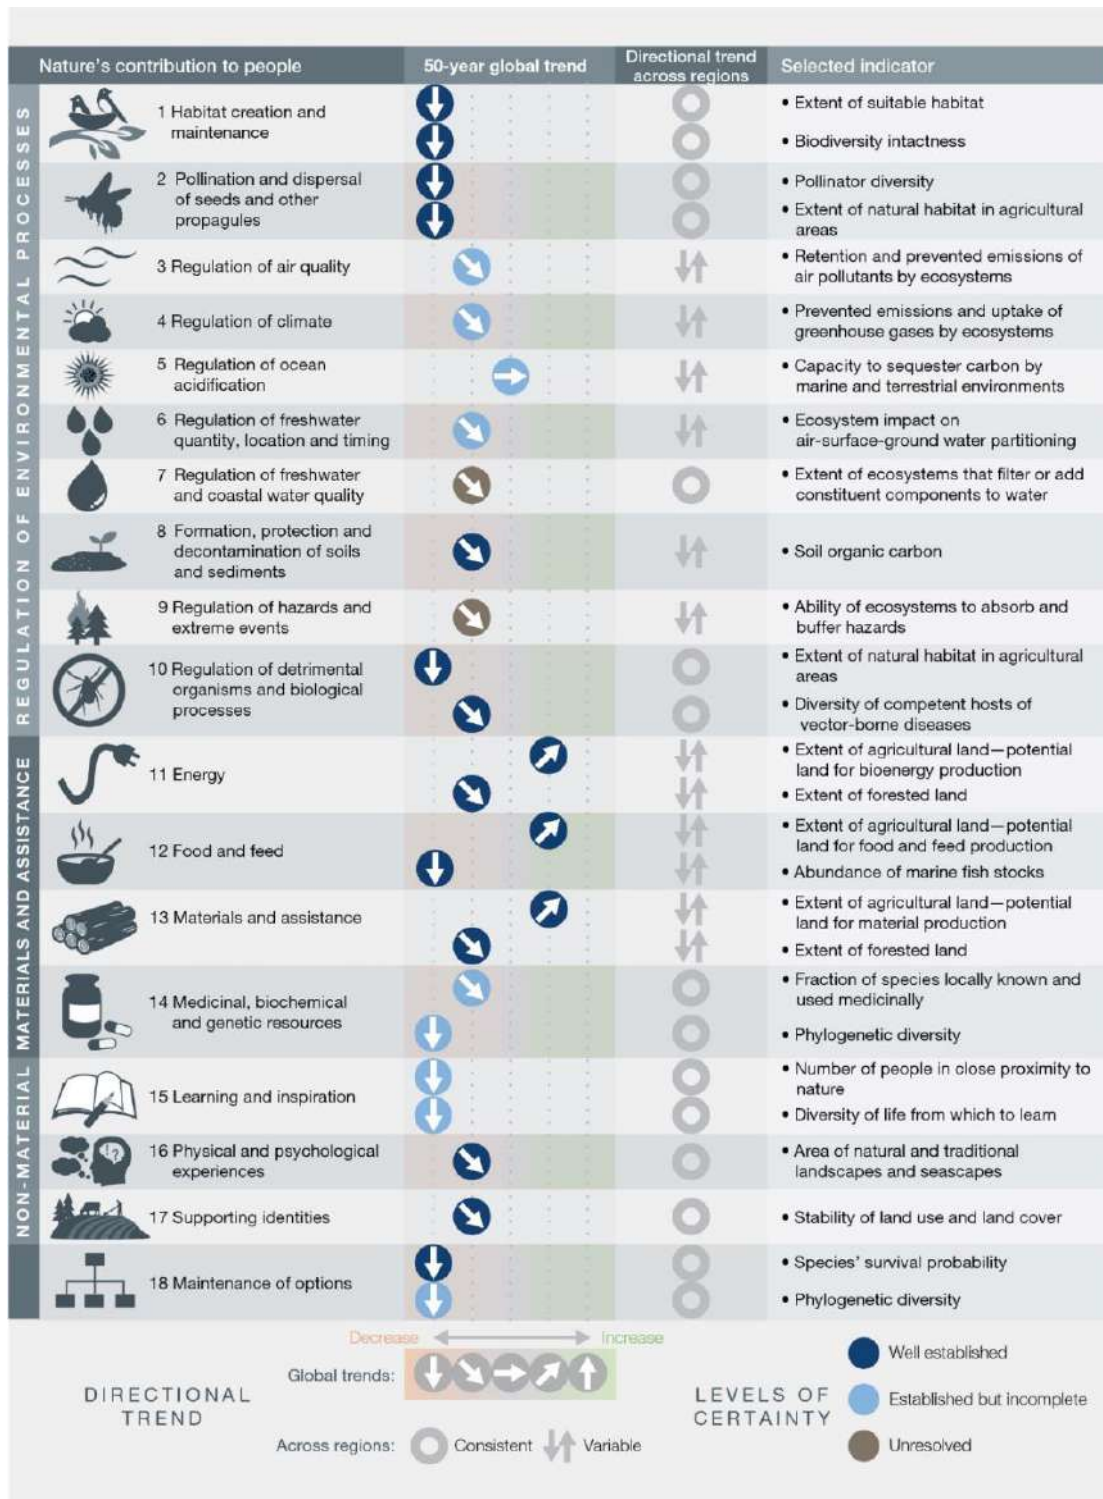 Nature's contribution to people
50-year global trend
Directional trend
across regions
Selected indicator
REGULATION OF ENVIRONMENTAL PROCESSES
1 Habitat creation and
maintenance
• Extent of suitable habitat
• Biodiversity intactness
2 Pollination and dispersal
of seeds and other
propagules
• Pollinator diversity
• Extent of natural habitat in agricultural
areas
3 Regulation of air quality
• Retention and prevented emissions of
air pollutants by ecosystems
4 Regulation of climate
• Prevented emissions and uptake of
greenhouse gases by ecosystems
5 Regulation of ocean
acidification
• Capacity to sequester carbon by
marine and terrestrial environments
6 Regulation of freshwater
quantity, location and timing
• Ecosystem impact on
air-surface-ground water partitioning
7 Regulation of freshwater
and coastal water quality
• Extent of ecosystems that filter or add
constituent components to water
8 Formation, protection and
decontamination of soils
and sediments
• Soil organic carbon
9 Regulation of hazards and
extreme events
• Ability of ecosystems to absorb and
buffer hazards
10 Regulation of detrimental
organisms and biological
processes
• Extent of natural habitat in agricultural
areas
• Diversity of competent hosts of
vector-borne diseases
MATERIALS AND ASSISTANCE
11 Energy
• Extent of agricultural land—potential
land for bioenergy production
• Extent of forested land
12 Food and feed
• Extent of agricultural land—potential
land for food and feed production
• Abundance of marine fish stocks
13 Materials and assistance
• Extent of agricultural land—potential
land for material production
• Extent of forested land
14 Medicinal, biochemical
and genetic resources
• Fraction of species locally known and
used medicinally
• Phylogenetic diversity
NON-MATERIAL
15 Learning and inspiration
• Number of people in close proximity to
nature
• Diversity of life from which to learn
!?
16 Physical and psychological
experiences
• Area of natural and traditional
landscapes and seascapes
17 Supporting identities
• Stability of land use and land cover
18 Maintenance of options
• Species' survival probability
• Phylogenetic diversity
Decrease
Increase
Global trends:
DIRECTIONAL
TREND
Across regions:
Consistent
Variable
LEVELS OF
CERTAINTY
Well established
Established but incomplete
Unresolved